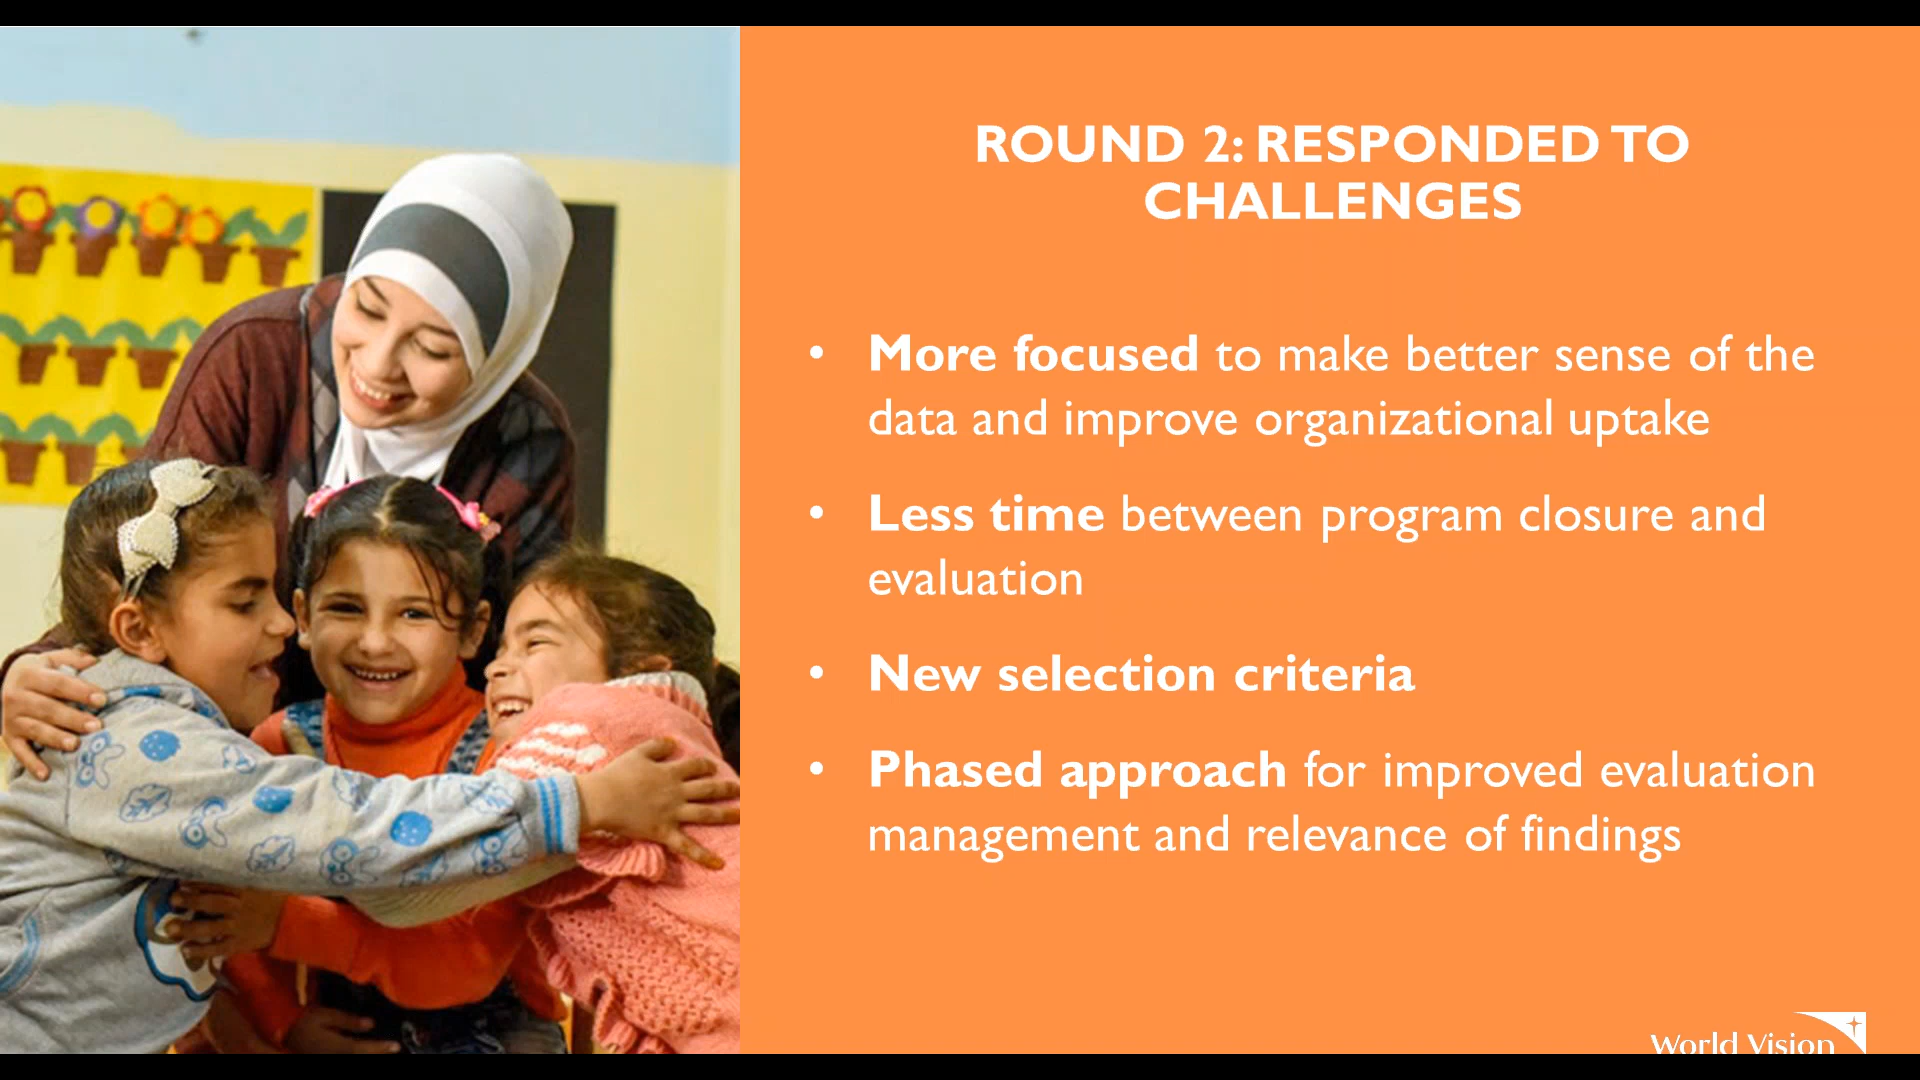 ROUND 2: RESPONDED TO
CHALLENGES
• More focused to make better sense of the
data and improve organizational uptake
• Less time between program closure and
evaluation
• New selection criteria
• Phased approach for improved evaluation
management and relevance of findings
World Vision